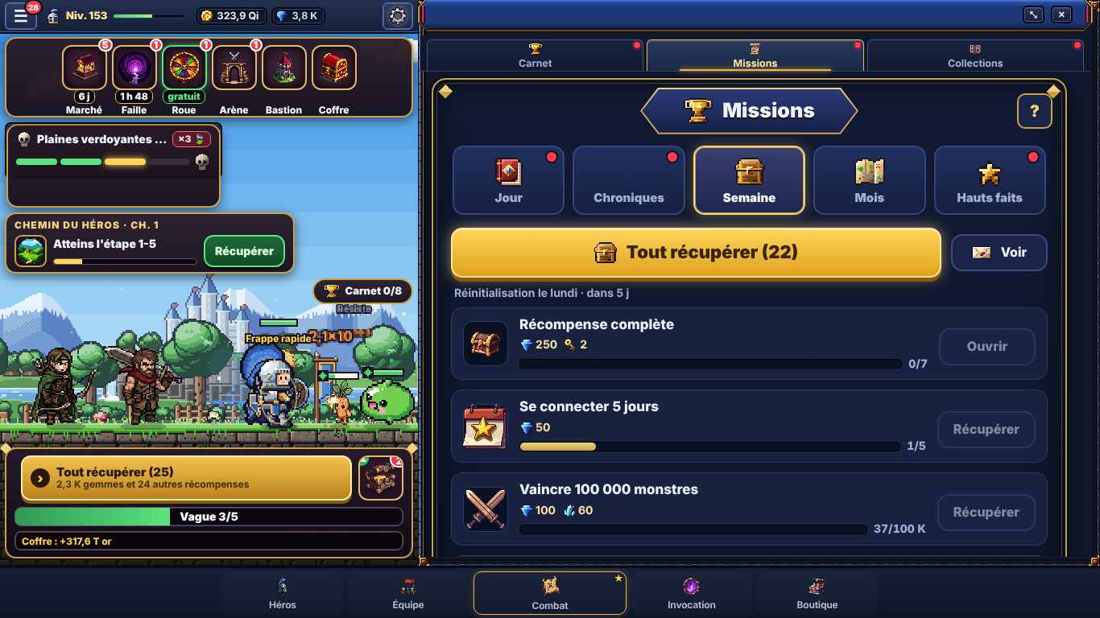 28
Niv. 153
323,9 Qi
3,8 K
5
1
1
1
6 j
1 h 48
gratuit
Marché
Faille
Roue
Arène
Bastion
Coffre
Plaines verdoyantes ...
×3
CHEMIN DU HÉROS · CH. 1
Atteins l'étape 1-5
Récupérer
Carnet 0/8
Résiste
Frappe rapide
2,1×10
Tout récupérer (25)
2,3 K gemmes et 24 autres récompenses
Vague 3/5
Coffre : +317,6 T or
Carnet
Missions
Collections
Missions
?
Jour
Chroniques
Semaine
Mois
Hauts faits
Tout récupérer (22)
Voir
Réinitialisation le lundi · dans 5 j
Récompense complète
250
2
0/7
Ouvrir
Se connecter 5 jours
50
1/5
Récupérer
Vaincre 100 000 monstres
100
60
37/100 K
Récupérer
Héros
Équipe
Combat
Invocation
Boutique